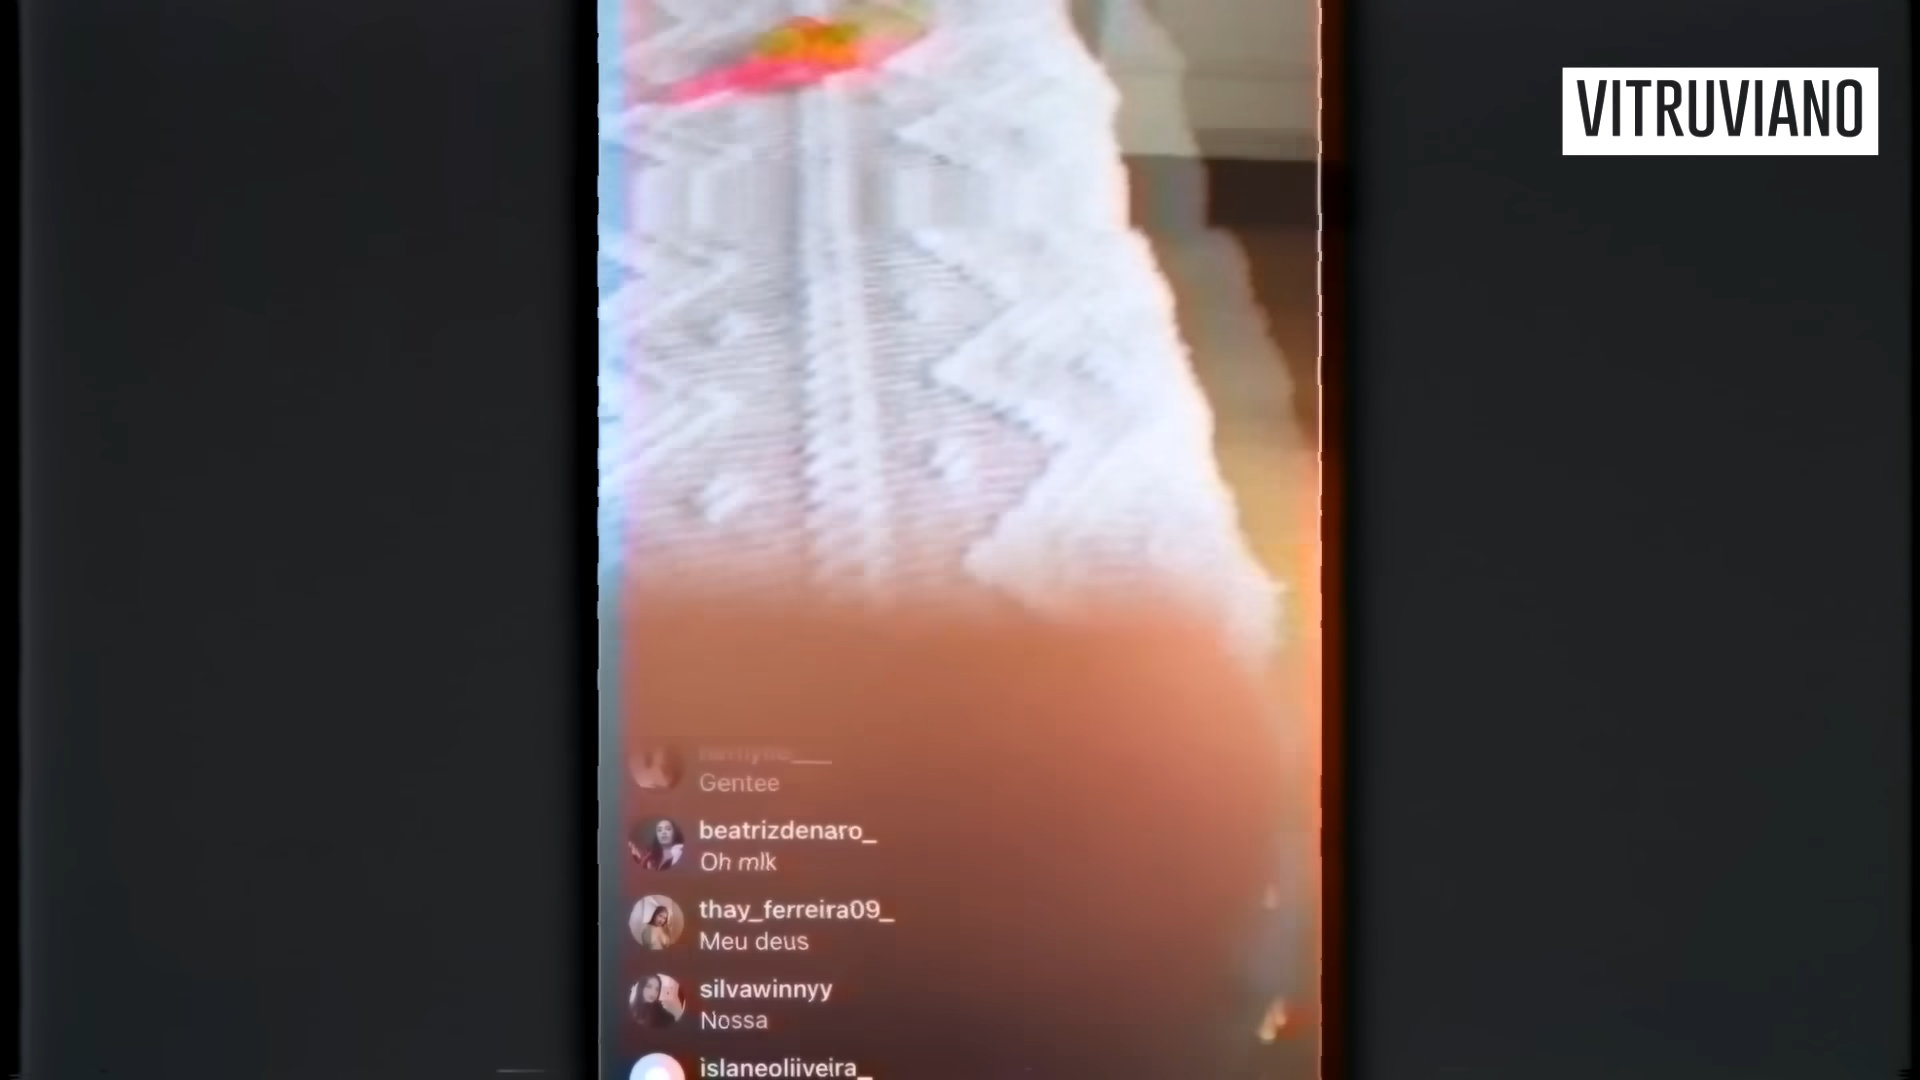 VITRUVIANO
Gentee
beatrizdenaro_
Oh mlk
thay_ferreira09_
Meu deus
silvawinnyy
Nossa
islaneoliiveira_